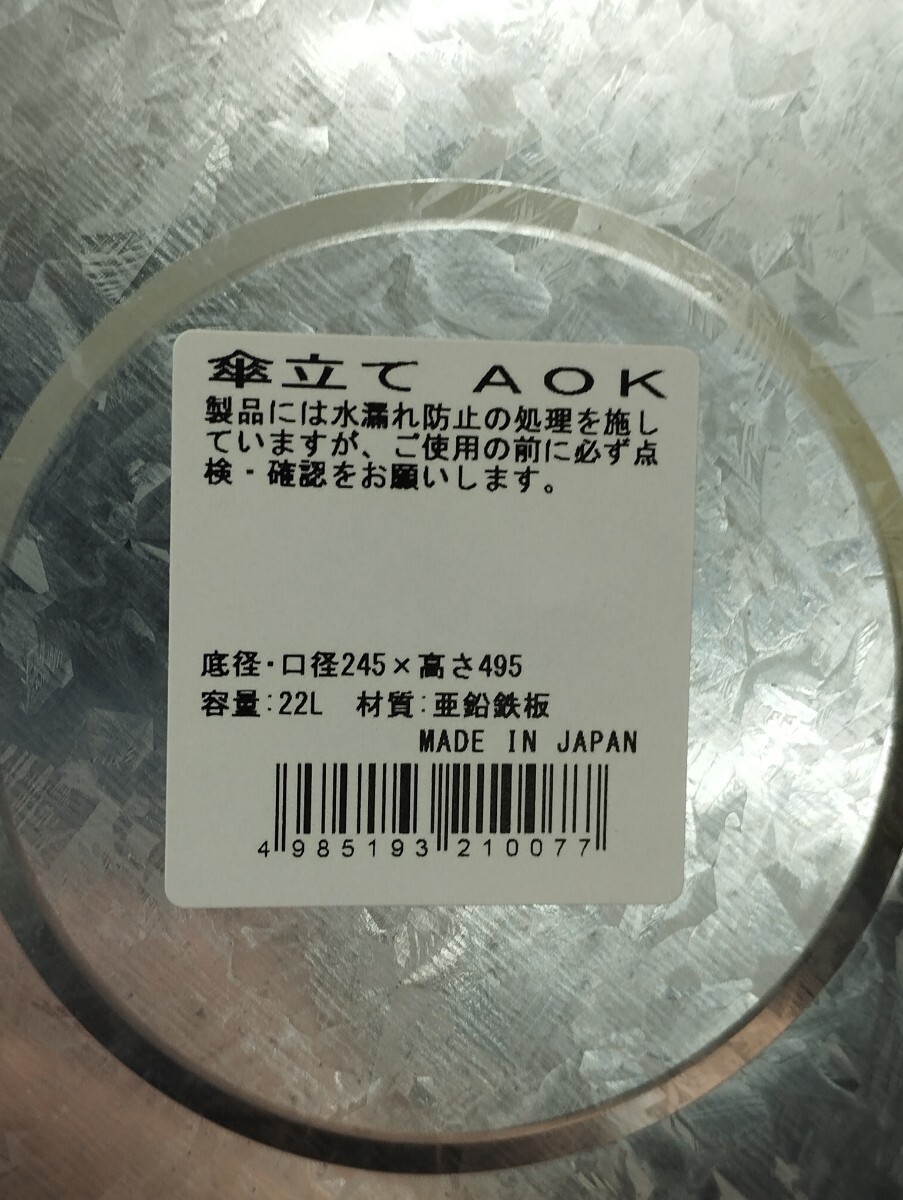 傘立て ＡＯＫ
製品には水漏れ防止の処理を施し
ていますが、ご使用の前に必ず点
検・確認をお願いします。
底径・口径245×高さ495
容量:22L 材質:亜鉛鉄板
MADE IN JAPAN
4 985193 210077